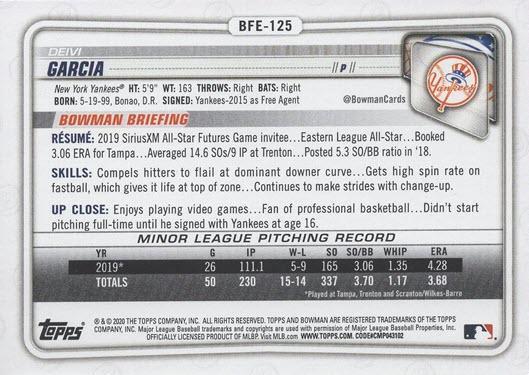 BFE-125
DEIVI
GARCIA //P//
New York Yankees® HT: 5'9" WT: 163 THROWS: Right BATS: Right
BORN: 5-19-99, Bonao, D.R. SIGNED: Yankees-2015 as Free Agent @BowmanCards
Yankees
BOWMAN BRIEFING
RÉSUMÉ: 2019 SiriusXM All-Star Futures Game invitee...Eastern League All-Star...Booked
3.06 ERA for Tampa...Averaged 14.6 SOs/9 IP at Trenton...Posted 5.3 SO/BB ratio in '18.
SKILLS: Compels hitters to flail at dominant downer curve...Gets high spin rate on
fastball, which gives it life at top of zone...Continues to make strides with change-up.
UP CLOSE: Enjoys playing video games...Fan of professional basketball...Didn't start
pitching full-time until he signed with Yankees at age 16.
MINOR LEAGUE PITCHING RECORD
YR G IP W-L SO SO/BB WHIP ERA
2019* 26 111.1 5-9 165 3.06 1.35 4.28
TOTALS 50 230 15-14 337 3.70 1.17 3.68
*Played at Tampa, Trenton and Scranton/Wilkes-Barre
Topps
® & © 2020 THE TOPPS COMPANY, INC. ALL RIGHTS RESERVED. TOPPS AND BOWMAN ARE REGISTERED TRADEMARKS OF THE TOPPS
COMPANY, INC. Major League Baseball trademarks and copyrights are used with permission of Major League Baseball Properties, Inc.
OFFICIALLY LICENSED PRODUCT OF MLBP. Visit MLB.com WWW.TOPPS.COM. CODE#CMP043102